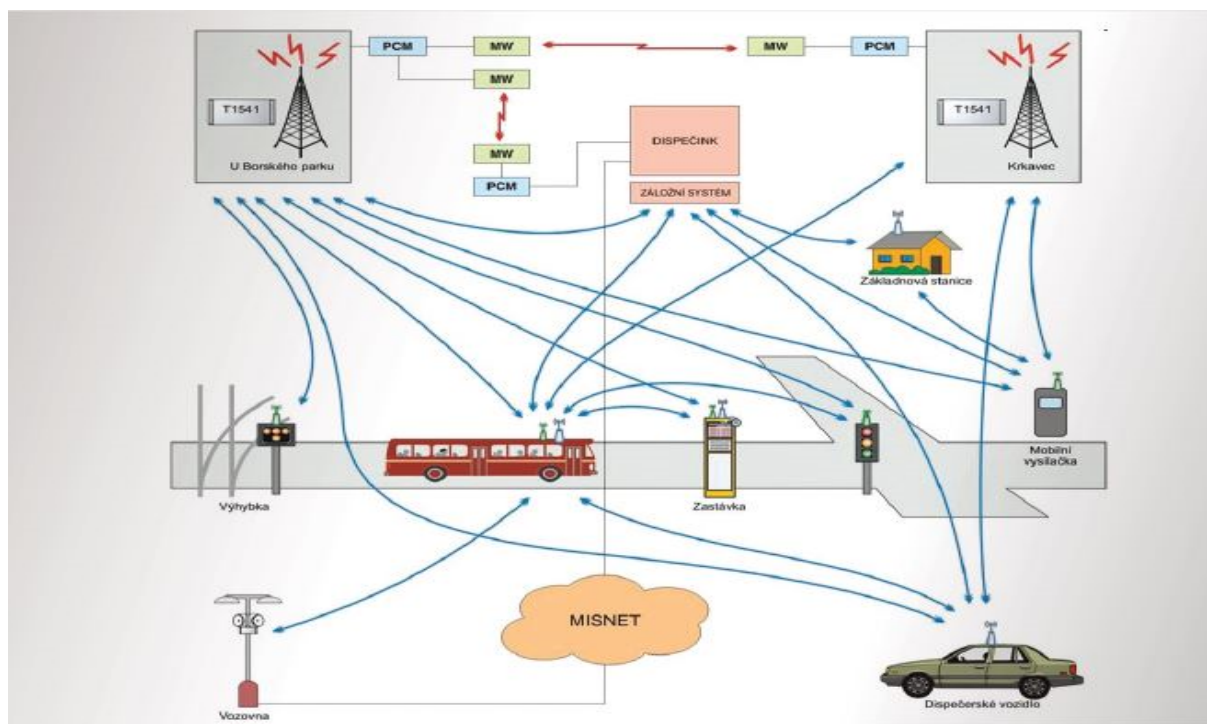 PCM
MW
MW
PCM
MW
T1541
T1541
U Borského parku
Krkavec
MW
PCM
DISPEČINK
ZÁLOŽNÍ SYSTÉM
Základnová stanice
Mobilní
vysílačka
Výhybka
Zastávka
MISNET
Vozovna
Dispečerské vozidlo